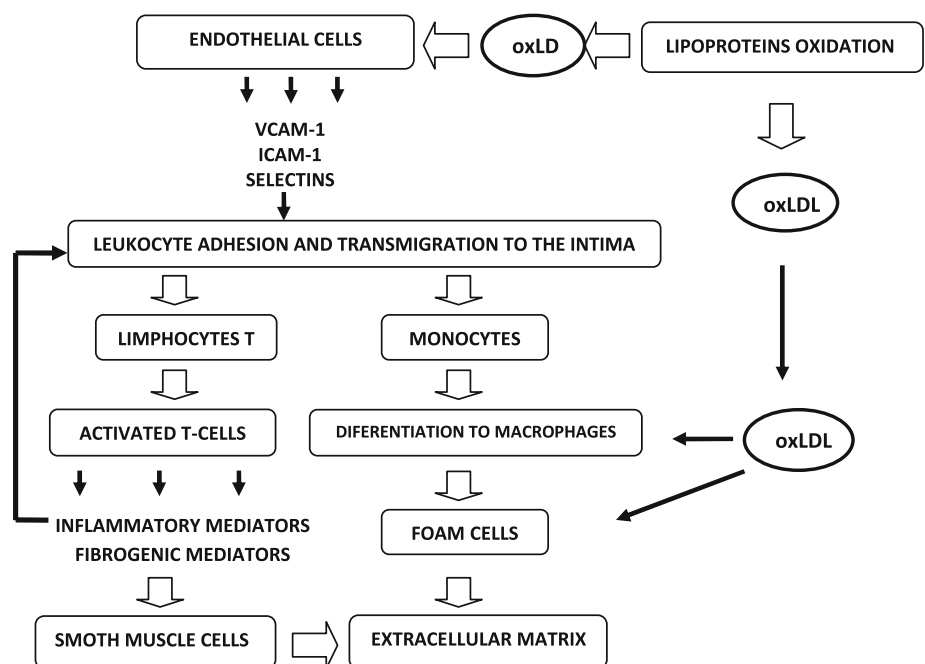 ENDOTHELIAL CELLS
oxLD
LIPOPROTEINS OXIDATION
VCAM-1
ICAM-1
SELECTINS
oxLDL
LEUKOCYTE ADHESION AND TRANSMIGRATION TO THE INTIMA
LIMPHOCYTES T
MONOCYTES
ACTIVATED T-CELLS
DIFERENTIATION TO MACROPHAGES
oxLDL
INFLAMMATORY MEDIATORS
FIBROGENIC MEDIATORS
FOAM CELLS
SMOTH MUSCLE CELLS
EXTRACELLULAR MATRIX